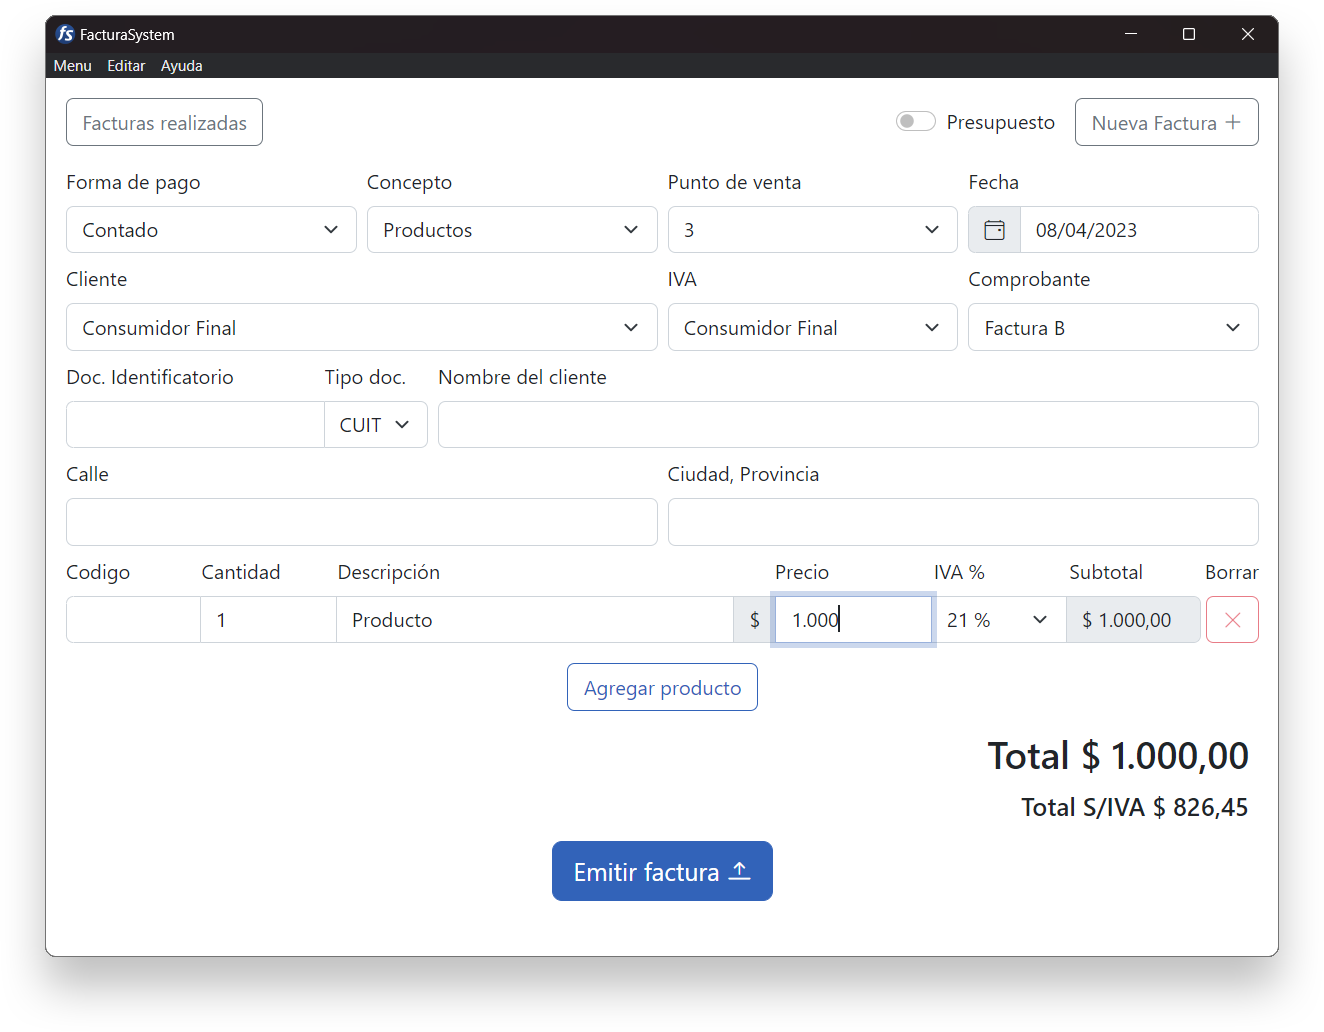 fs FacturaSystem
Menu Editar Ayuda
Facturas realizadas Presupuesto Nueva Factura +
Forma de pago Concepto Punto de venta Fecha
Contado Productos 3 08/04/2023
Cliente IVA Comprobante
Consumidor Final Consumidor Final Factura B
Doc. Identificatorio Tipo doc. Nombre del cliente
CUIT
Calle Ciudad, Provincia
Codigo Cantidad Descripción Precio IVA % Subtotal Borrar
1 Producto $ 1.000 21 % $ 1.000,00
Agregar producto
Total $ 1.000,00
Total S/IVA $ 826,45
Emitir factura